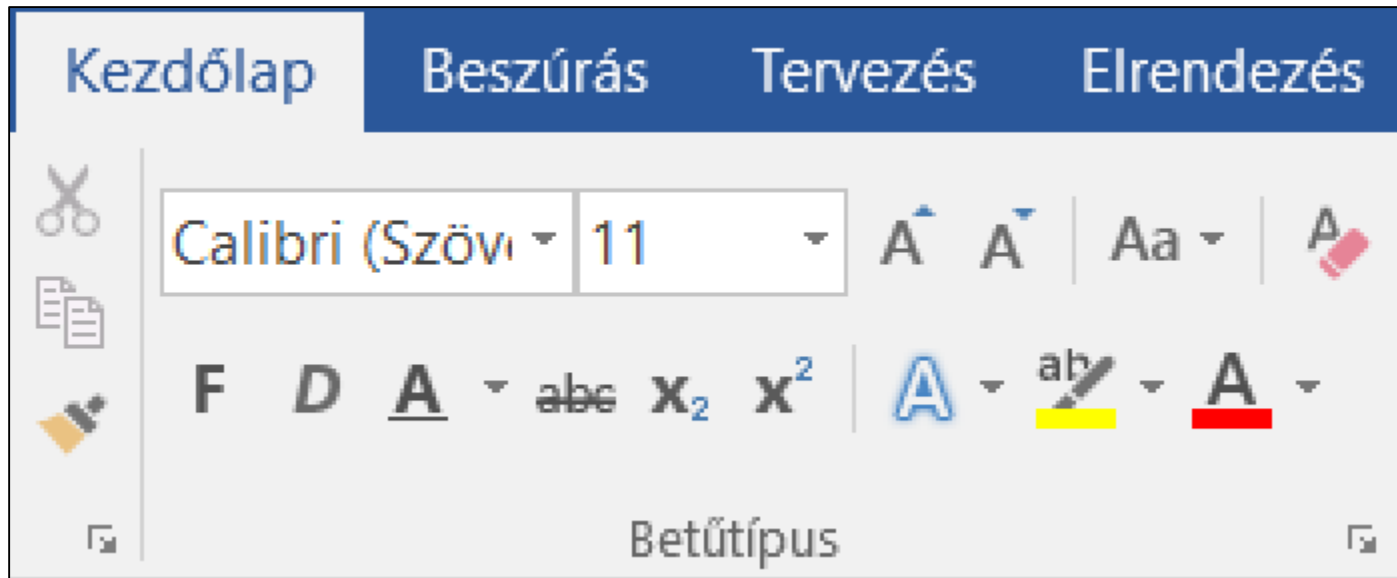 Kezdőlap Beszúrás Tervezés Elrendezés
Calibri (Szöv 11 A A Aa A
F D A abc x₂ x² A ab A
Betűtípus